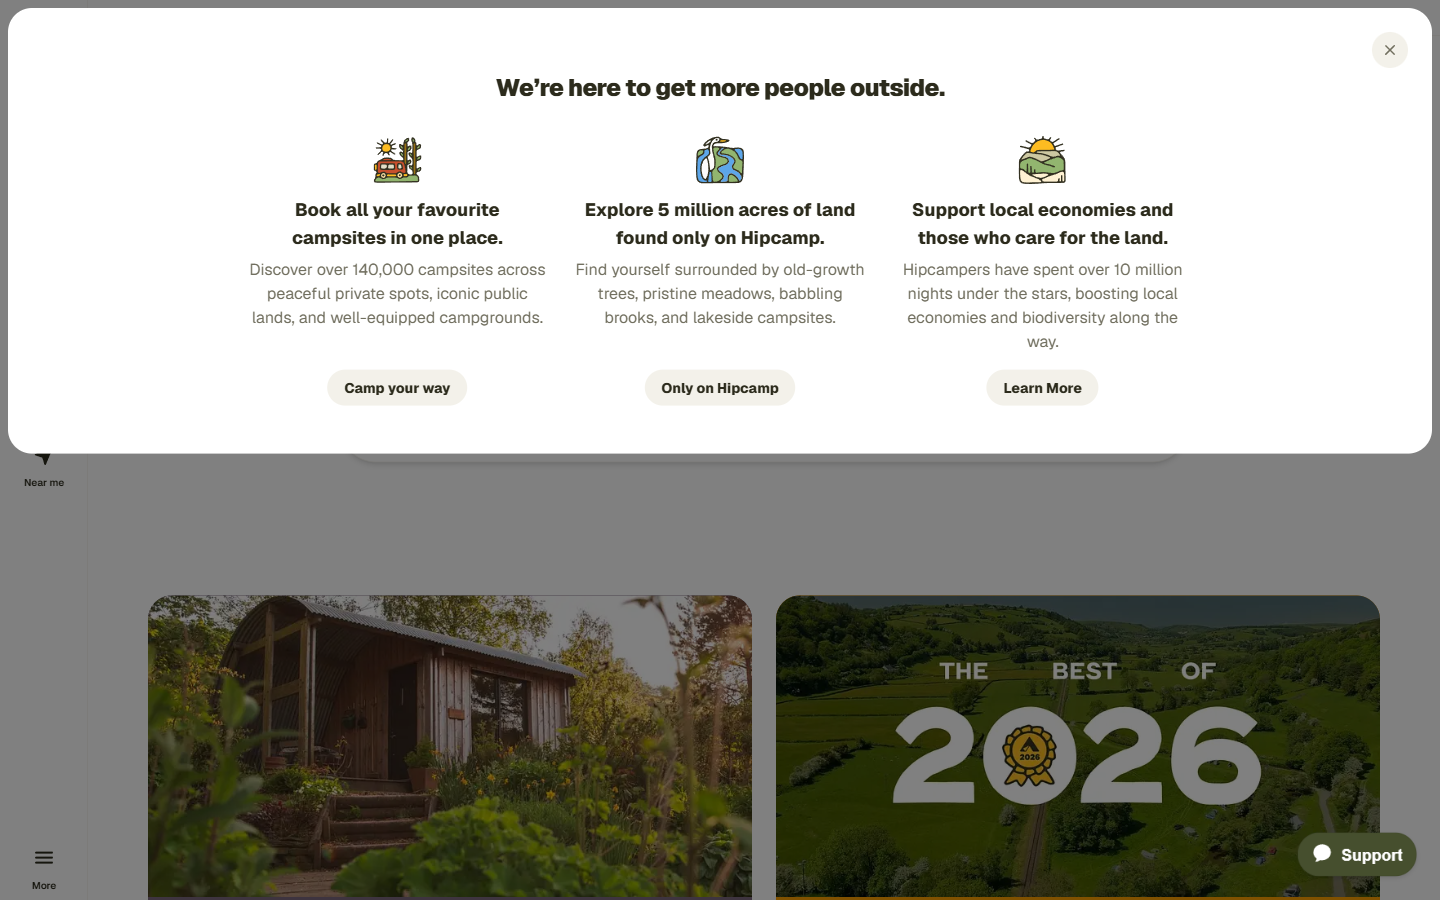 We’re here to get more people outside.
Book all your favourite
campsites in one place.
Discover over 140,000 campsites across
peaceful private spots, iconic public
lands, and well-equipped campgrounds.
Camp your way
Explore 5 million acres of land
found only on Hipcamp.
Find yourself surrounded by old-growth
trees, pristine meadows, babbling
brooks, and lakeside campsites.
Only on Hipcamp
Support local economies and
those who care for the land.
Hipcampers have spent over 10 million
nights under the stars, boosting local
economies and biodiversity along the
way.
Learn More
Near me
THE BEST OF
2026
2026
More
Support